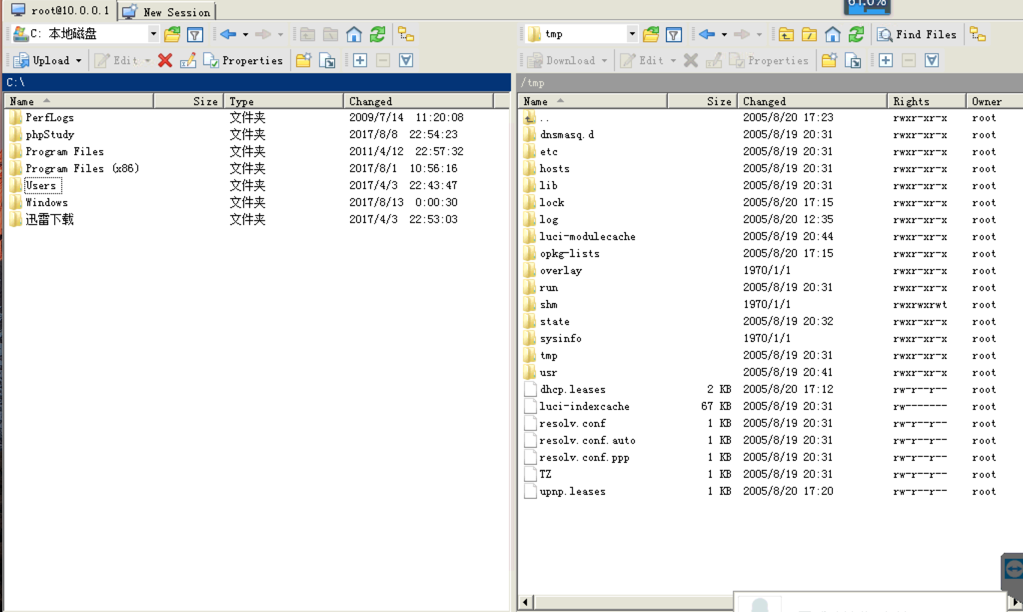 root@10.0.0.1 New Session 61.0%
C: 本地磁盘 tmp Find Files
Upload Edit Properties Download Edit Properties
C:\ /tmp
Name Size Type Changed Name Size Changed Rights Owner
PerfLogs 文件夹 2009/7/14 11:20:08 .. 2005/8/20 17:23 rwxr-xr-x root
phpStudy 文件夹 2017/8/8 22:54:23 dnsmasq.d 2005/8/19 20:31 rwxr-xr-x root
Program Files 文件夹 2011/4/12 22:57:32 etc 2005/8/19 20:31 rwxr-xr-x root
Program Files (x86) 文件夹 2017/8/1 10:56:16 hosts 2005/8/19 20:31 rwxr-xr-x root
Users 文件夹 2017/4/3 22:43:47 lib 2005/8/19 20:31 rwxr-xr-x root
Windows 文件夹 2017/8/13 0:00:30 lock 2005/8/20 17:15 rwxr-xr-x root
迅雷下载 文件夹 2017/4/3 22:53:03 log 2005/8/20 12:35 rwxr-xr-x root
luci-modulecache 2005/8/19 20:44 rwxr-xr-x root
opkg-lists 2005/8/20 17:15 rwxr-xr-x root
overlay 1970/1/1 rwxr-xr-x root
run 2005/8/19 20:31 rwxr-xr-x root
shm 1970/1/1 rwxrwxrwt root
state 2005/8/19 20:32 rwxr-xr-x root
sysinfo 1970/1/1 rwxr-xr-x root
tmp 2005/8/19 20:31 rwxr-xr-x root
usr 2005/8/19 20:41 rwxr-xr-x root
dhcp.leases 2 KB 2005/8/20 17:12 rw-r--r-- root
luci-indexcache 67 KB 2005/8/19 20:31 rw------- root
resolv.conf 1 KB 2005/8/19 20:31 rw-r--r-- root
resolv.conf.auto 1 KB 2005/8/19 20:31 rw-r--r-- root
resolv.conf.ppp 1 KB 2005/8/19 20:31 rw-r--r-- root
TZ 1 KB 2005/8/19 20:31 rw-r--r-- root
upnp.leases 1 KB 2005/8/20 17:20 rw-r--r-- root